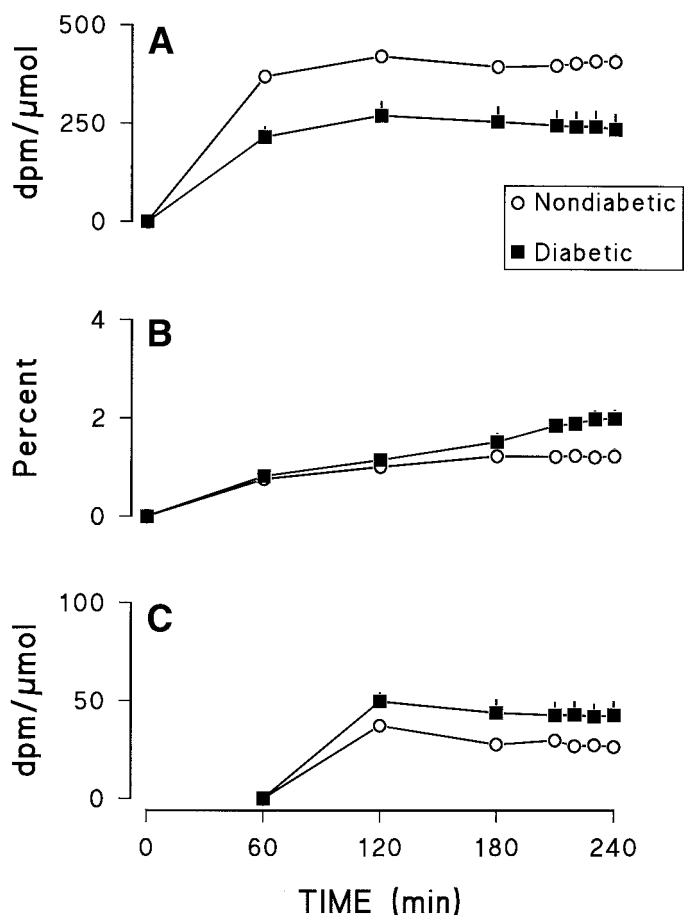 A
500
250
0
dpm/μmol
Nondiabetic
Diabetic
B
4
2
0
Percent
C
100
50
0
dpm/μmol
0 60 120 180 240
TIME (min)